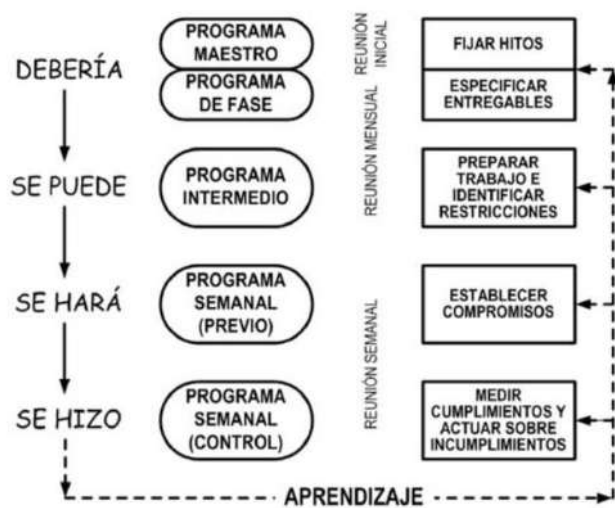 DEBERÍA
PROGRAMA
MAESTRO
REUNIÓN
INICIAL
FIJAR HITOS
PROGRAMA
DE FASE
ESPECIFICAR
ENTREGABLES
REUNIÓN MENSUAL
SE PUEDE
PROGRAMA
INTERMEDIO
PREPARAR
TRABAJO E
IDENTIFICAR
RESTRICCIONES
SE HARÁ
PROGRAMA
SEMANAL
(PREVIO)
ESTABLECER
COMPROMISOS
REUNIÓN SEMANAL
SE HIZO
PROGRAMA
SEMANAL
(CONTROL)
MEDIR
CUMPLIMIENTOS Y
ACTUAR SOBRE
INCUMPLIMIENTOS
APRENDIZAJE